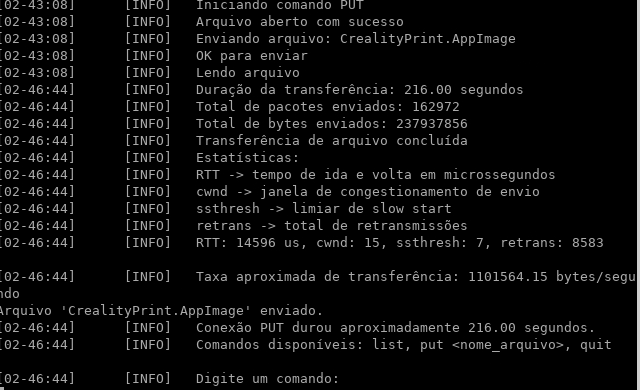 [02-43:08] [INFO] Iniciando comando PUT
[02-43:08] [INFO] Arquivo aberto com sucesso
[02-43:08] [INFO] Enviando arquivo: CrealityPrint.AppImage
[02-43:08] [INFO] OK para enviar
[02-43:08] [INFO] Lendo arquivo
[02-46:44] [INFO] Duração da transferência: 216.00 segundos
[02-46:44] [INFO] Total de pacotes enviados: 162972
[02-46:44] [INFO] Total de bytes enviados: 237937856
[02-46:44] [INFO] Transferência de arquivo concluída
[02-46:44] [INFO] Estatísticas:
[02-46:44] [INFO] RTT -> tempo de ida e volta em microssegundos
[02-46:44] [INFO] cwnd -> janela de congestionamento de envio
[02-46:44] [INFO] ssthresh -> limiar de slow start
[02-46:44] [INFO] retrans -> total de retransmissões
[02-46:44] [INFO] RTT: 14596 us, cwnd: 15, ssthresh: 7, retrans: 8583
[02-46:44] [INFO] Taxa aproximada de transferência: 1101564.15 bytes/segu
ndo
Arquivo 'CrealityPrint.AppImage' enviado.
[02-46:44] [INFO] Conexão PUT durou aproximadamente 216.00 segundos.
[02-46:44] [INFO] Comandos disponíveis: list, put <nome_arquivo>, quit
[02-46:44] [INFO] Digite um comando: